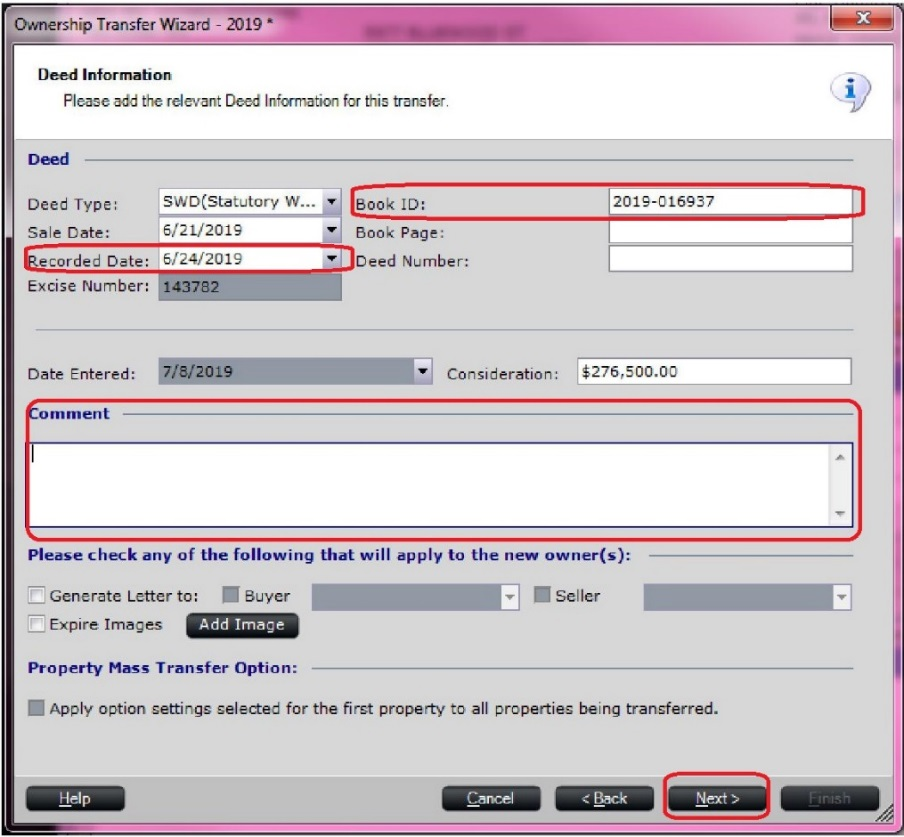 Ownership Transfer Wizard - 2019 *
Deed Information
Please add the relevant Deed Information for this transfer.
Deed
Deed Type: SWD(Statutory W... Book ID: 2019-016937
Sale Date: 6/21/2019 Book Page:
Recorded Date: 6/24/2019 Deed Number:
Excise Number: 143782
Date Entered: 7/8/2019 Consideration: $276,500.00
Comment
Please check any of the following that will apply to the new owner(s):
Generate Letter to: Buyer Seller
Expire Images Add Image
Property Mass Transfer Option:
Apply option settings selected for the first property to all properties being transferred.
Help Cancel < Back Next > Finish